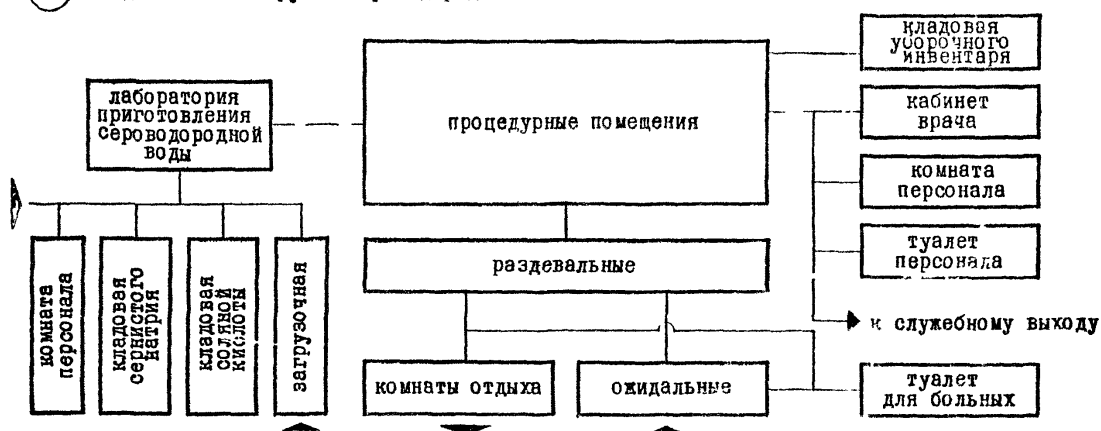 кладовая
уборочного
инвентаря
лаборатория
приготовления
сероводородной
воды
процедурные помещения
кабинет
врача
комната
персонала
туалет
персонала
раздевальные
комната
персонала
кладовая
сернистого
натрия
кладовая
соляной
кислоты
загрузочная
к служебному выходу
комнаты отдыха
ожидальные
туалет
для больных